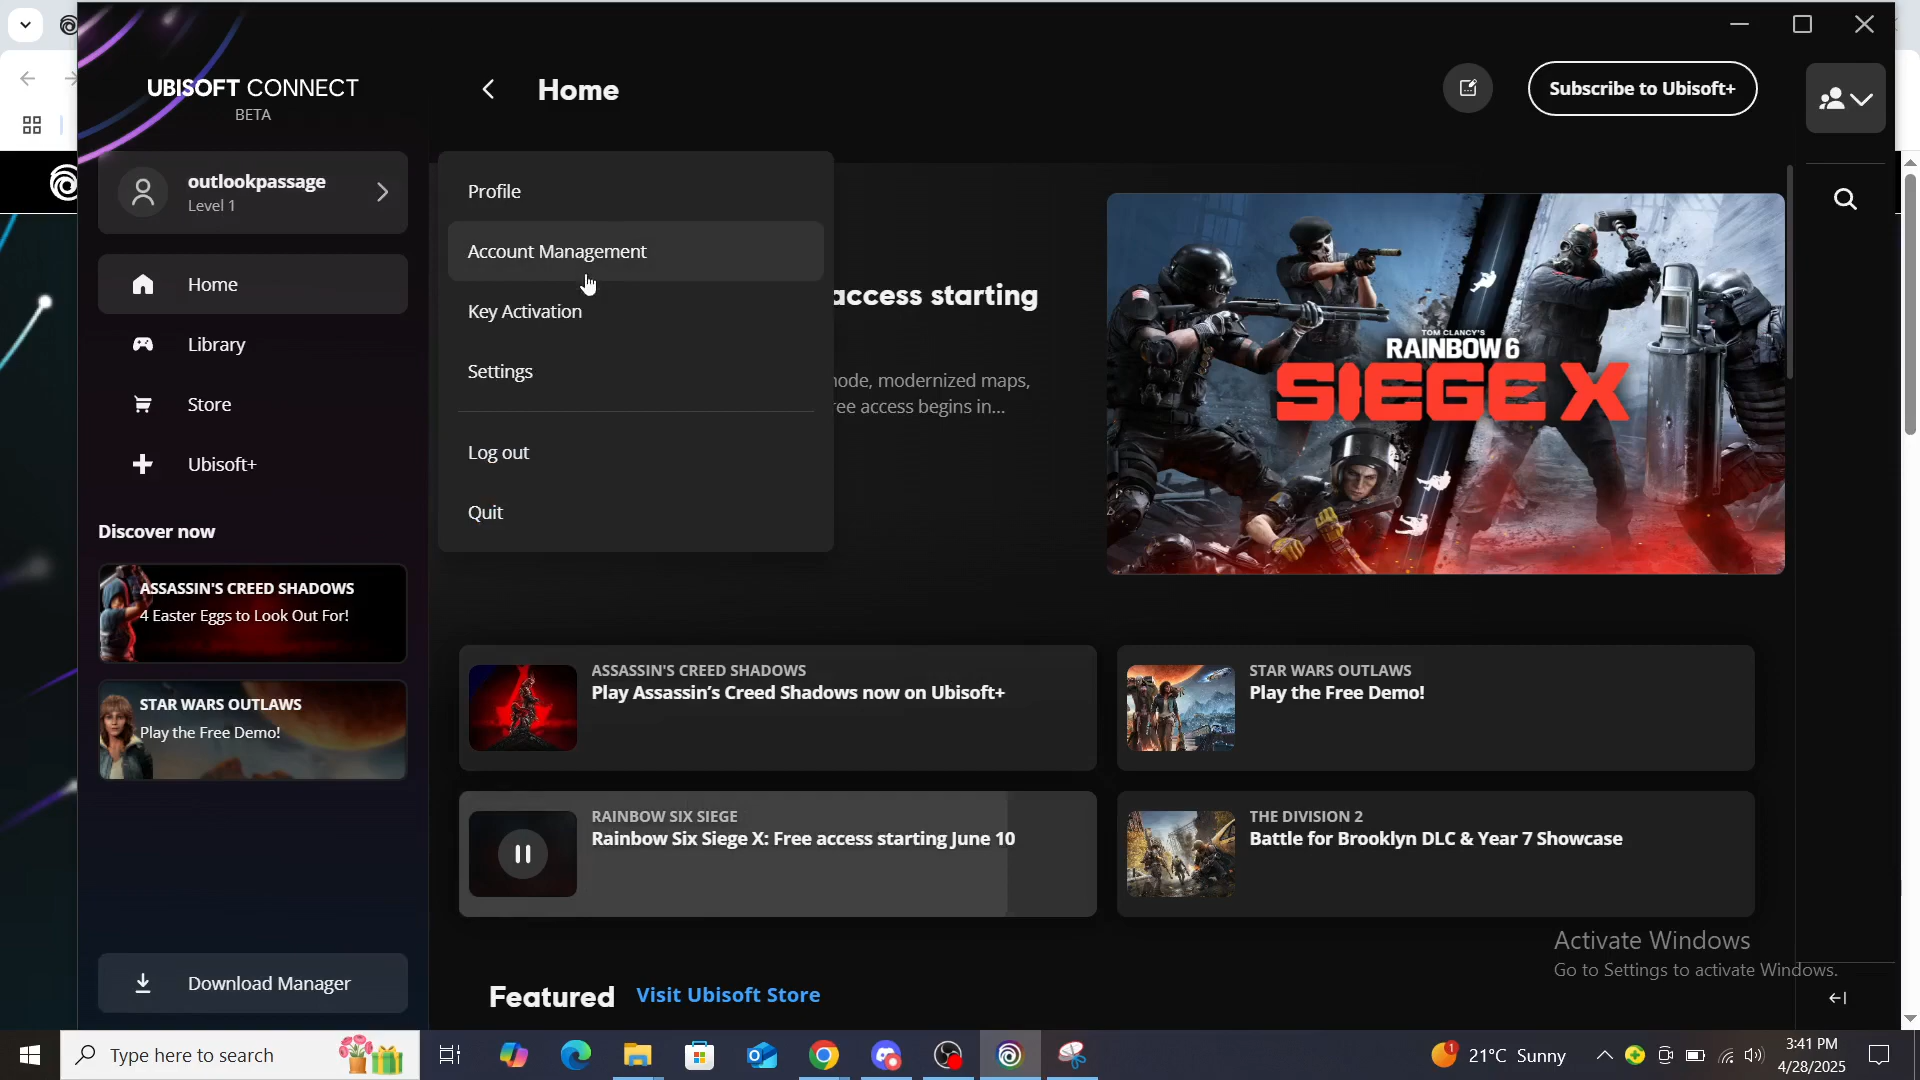 UBISOFT CONNECT
BETA
Home
Subscribe to Ubisoft+
outlookpassage
Level 1
Home
Library
Store
Ubisoft+
Discover now
ASSASSIN'S CREED SHADOWS
4 Easter Eggs to Look Out For!
STAR WARS OUTLAWS
Play the Free Demo!
Download Manager
Profile
Account Management
Key Activation
Settings
Log out
Quit
access starting
mode, modernized maps,
ree access begins in...
TOM CLANCY'S
RAINBOW6
SIEGE X
ASSASSIN'S CREED SHADOWS
Play Assassin's Creed Shadows now on Ubisoft+
STAR WARS OUTLAWS
Play the Free Demo!
RAINBOW SIX SIEGE
Rainbow Six Siege X: Free access starting June 10
THE DIVISION 2
Battle for Brooklyn DLC & Year 7 Showcase
Featured Visit Ubisoft Store
Activate Windows
Go to Settings to activate Windows.
Type here to search
1
21°C Sunny
3:41 PM
4/28/2025